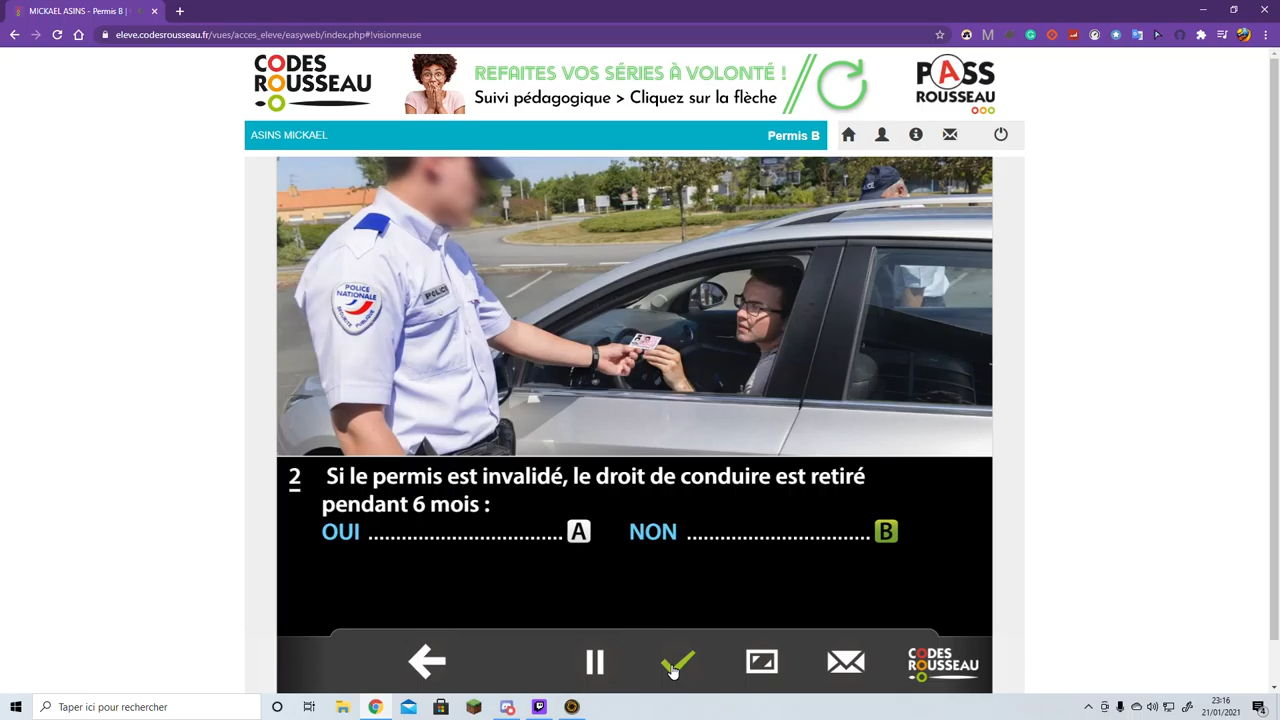 MICKAEL ASINS - Permis B |
eleve.codesrousseau.fr/vues/acces_eleve/easyweb/index.php#!visionneuse
CODES
ROUSSEAU
REFAITES VOS SÉRIES À VOLONTÉ !
Suivi pédagogique > Cliquez sur la flèche
PASS
ROUSSEAU
ASINS MICKAEL
Permis B
POLICE
NATIONALE
SÉCURITÉ PUBLIQUE
POLICE
2 Si le permis est invalidé, le droit de conduire est retiré
pendant 6 mois :
OUI .................................. A NON ................................ B
CODES
ROUSSEAU
Taper ici pour rechercher
23:16
21/01/2021